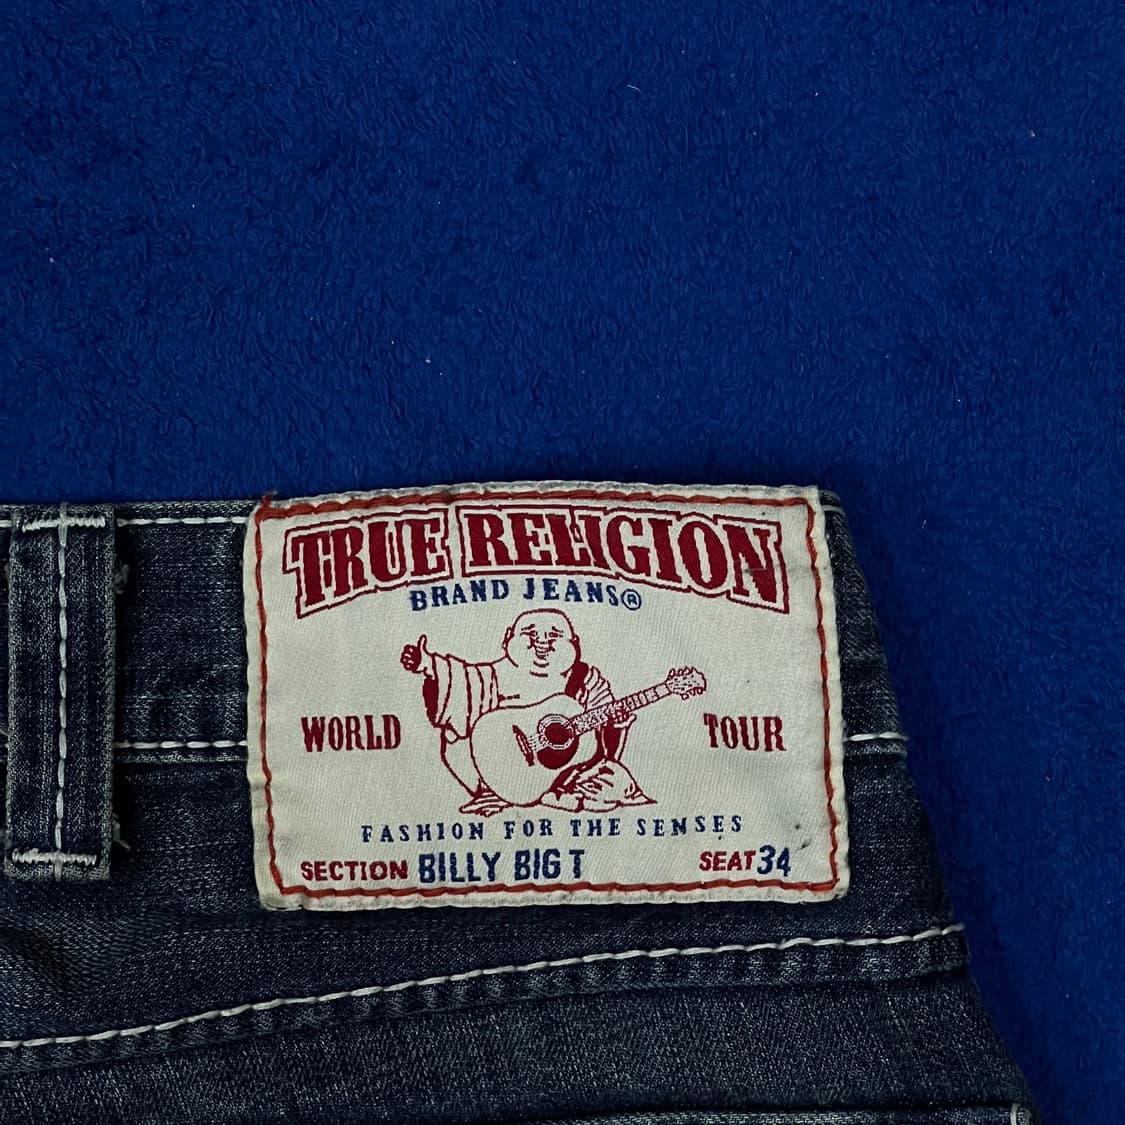 TRUE RELIGION
BRAND JEANS®
WORLD TOUR
FASHION FOR THE SENSES
SECTION BILLY BIG T SEAT 34